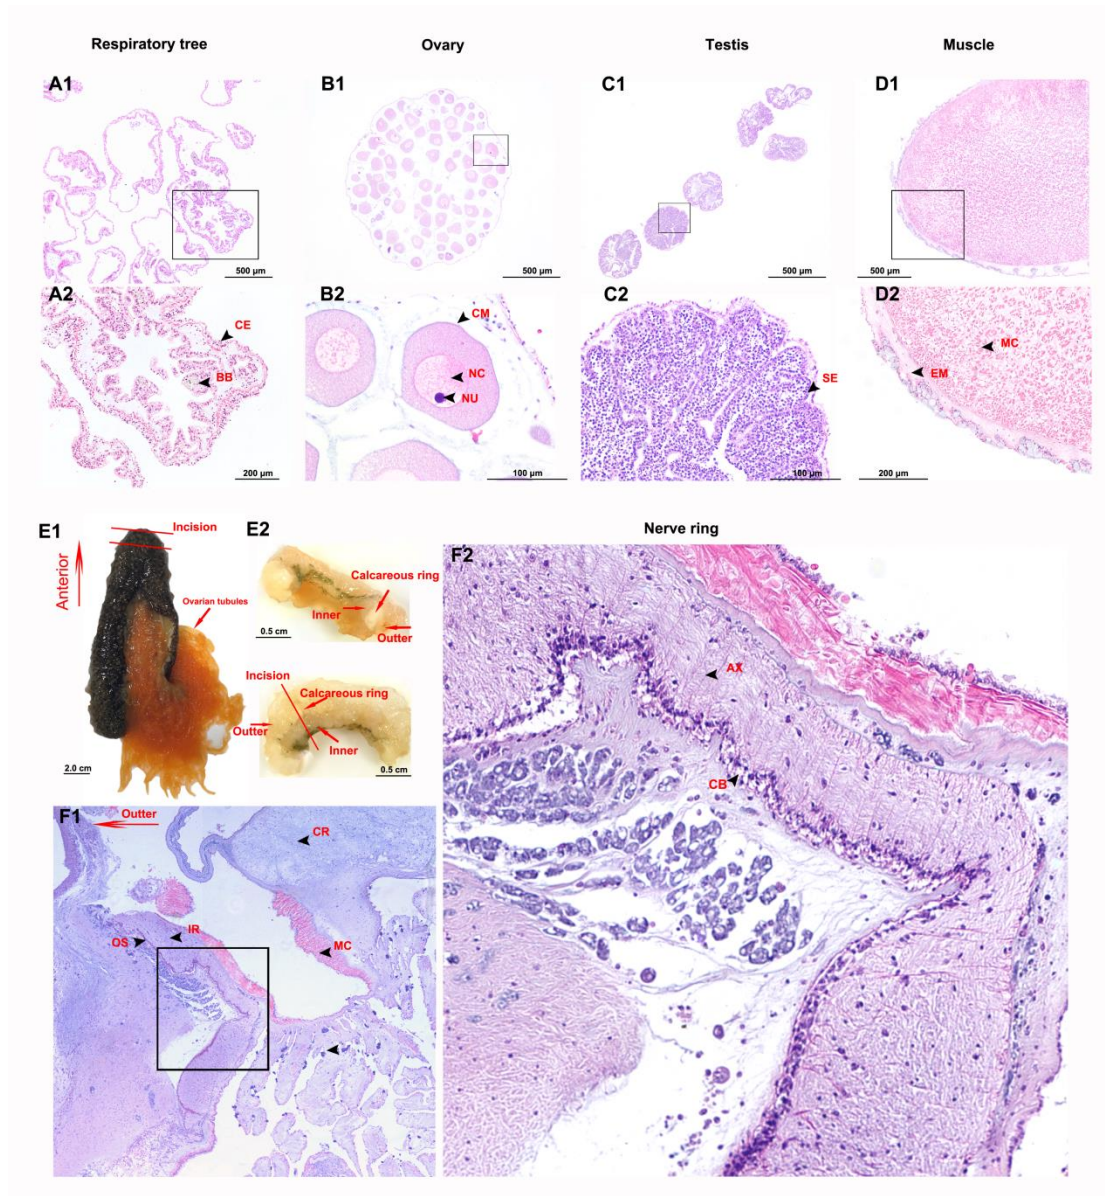 Respiratory tree
Ovary
Testis
Muscle
A1
B1
C1
D1
500 µm
500 µm
500 µm
500 µm
A2
B2
C2
D2
CE
BB
CM
NC
NU
SE
MC
EM
200 µm
100 µm
100 µm
200 µm
E1
Incision
Anterior
Ovarian tubules
2.0 cm
E2
Calcareous ring
Inner
Outter
0.5 cm
Incision
Calcareous ring
Outter
Inner
0.5 cm
Nerve ring
F2
AX
CB
F1
Outter
CR
IR
OS
MC